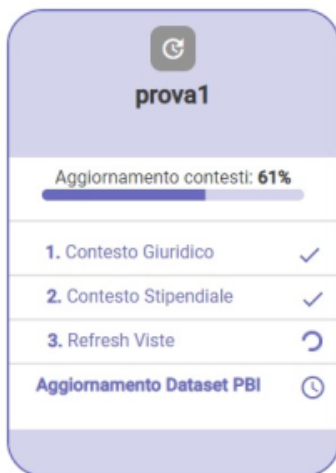 prova1
Aggiornamento contesti: 61%
1. Contesto Giuridico
2. Contesto Stipendiale
3. Refresh Viste
Aggiornamento Dataset PBI